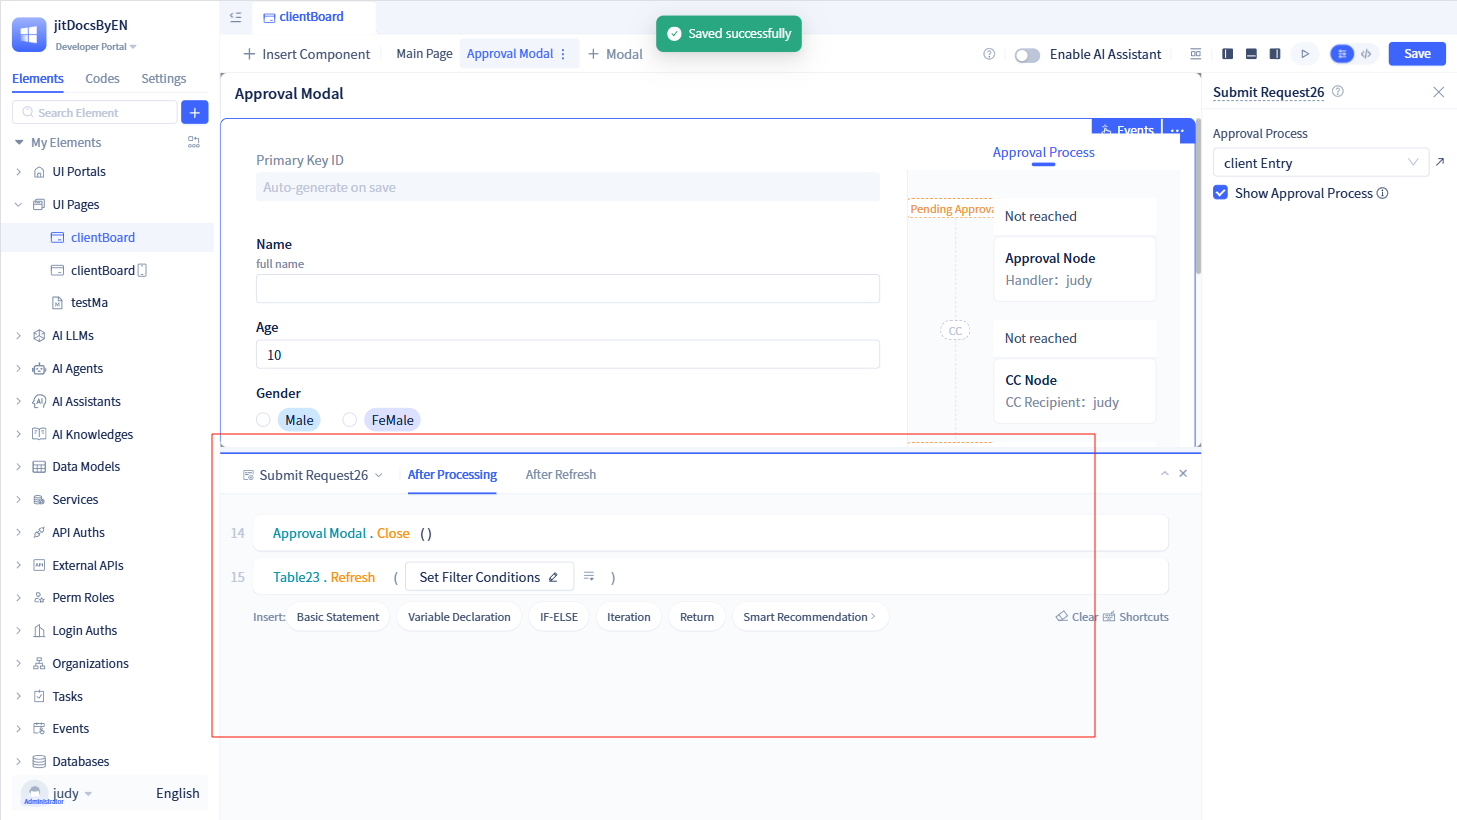 jitDocsByEN
Developer Portal
Elements Codes Settings
Search Element
My Elements
UI Portals
UI Pages
clientBoard
clientBoard
testMa
AI LLMs
AI Agents
AI Assistants
AI Knowledges
Data Models
Services
API Auths
External APIs
Perm Roles
Login Auths
Organizations
Tasks
Events
Databases
judy
Administrator
English
clientBoard
Saved successfully
Insert Component Main Page Approval Modal Modal
Enable AI Assistant Save
Approval Modal
Events
Primary Key ID
Auto-generate on save
Name
full name
Age
10
Gender
Male FeMale
Approval Process
Pending Approva
Not reached
Approval Node
Handler: judy
CC
Not reached
CC Node
CC Recipient: judy
Submit Request26 After Processing After Refresh
14 Approval Modal . Close ()
15 Table23 . Refresh ( Set Filter Conditions )
Insert: Basic Statement Variable Declaration IF-ELSE Iteration Return Smart Recommendation Clear Shortcuts
Submit Request26
Approval Process
client Entry
Show Approval Process